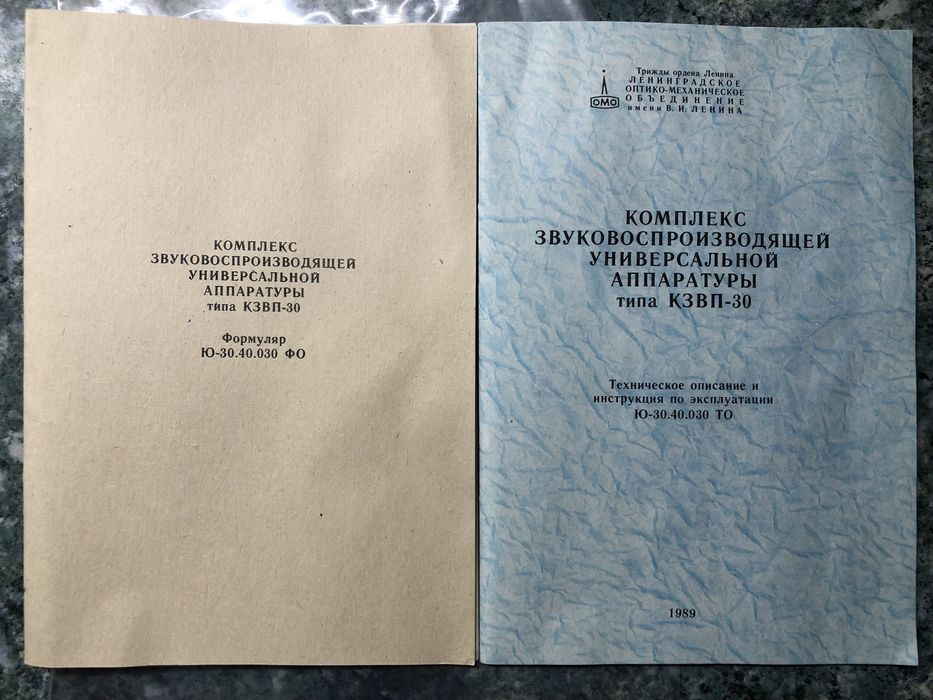 КОМПЛЕКС
ЗВУКОВОСПРОИЗВОДЯЩЕЙ
УНИВЕРСАЛЬНОЙ
АППАРАТУРЫ
типа КЗВП-30
Формуляр
Ю-30.40.030 ФО
Трижды ордена Ленина
ЛЕНИНГРАДСКОЕ
ОПТИКО-МЕХАНИЧЕСКОЕ
ОБЪЕДИНЕНИЕ
имени В. И. ЛЕНИНА
ОМО
КОМПЛЕКС
ЗВУКОВОСПРОИЗВОДЯЩЕЙ
УНИВЕРСАЛЬНОЙ
АППАРАТУРЫ
типа КЗВП-30
Техническое описание и
инструкция по эксплуатации
Ю-30.40.030 ТО
1989